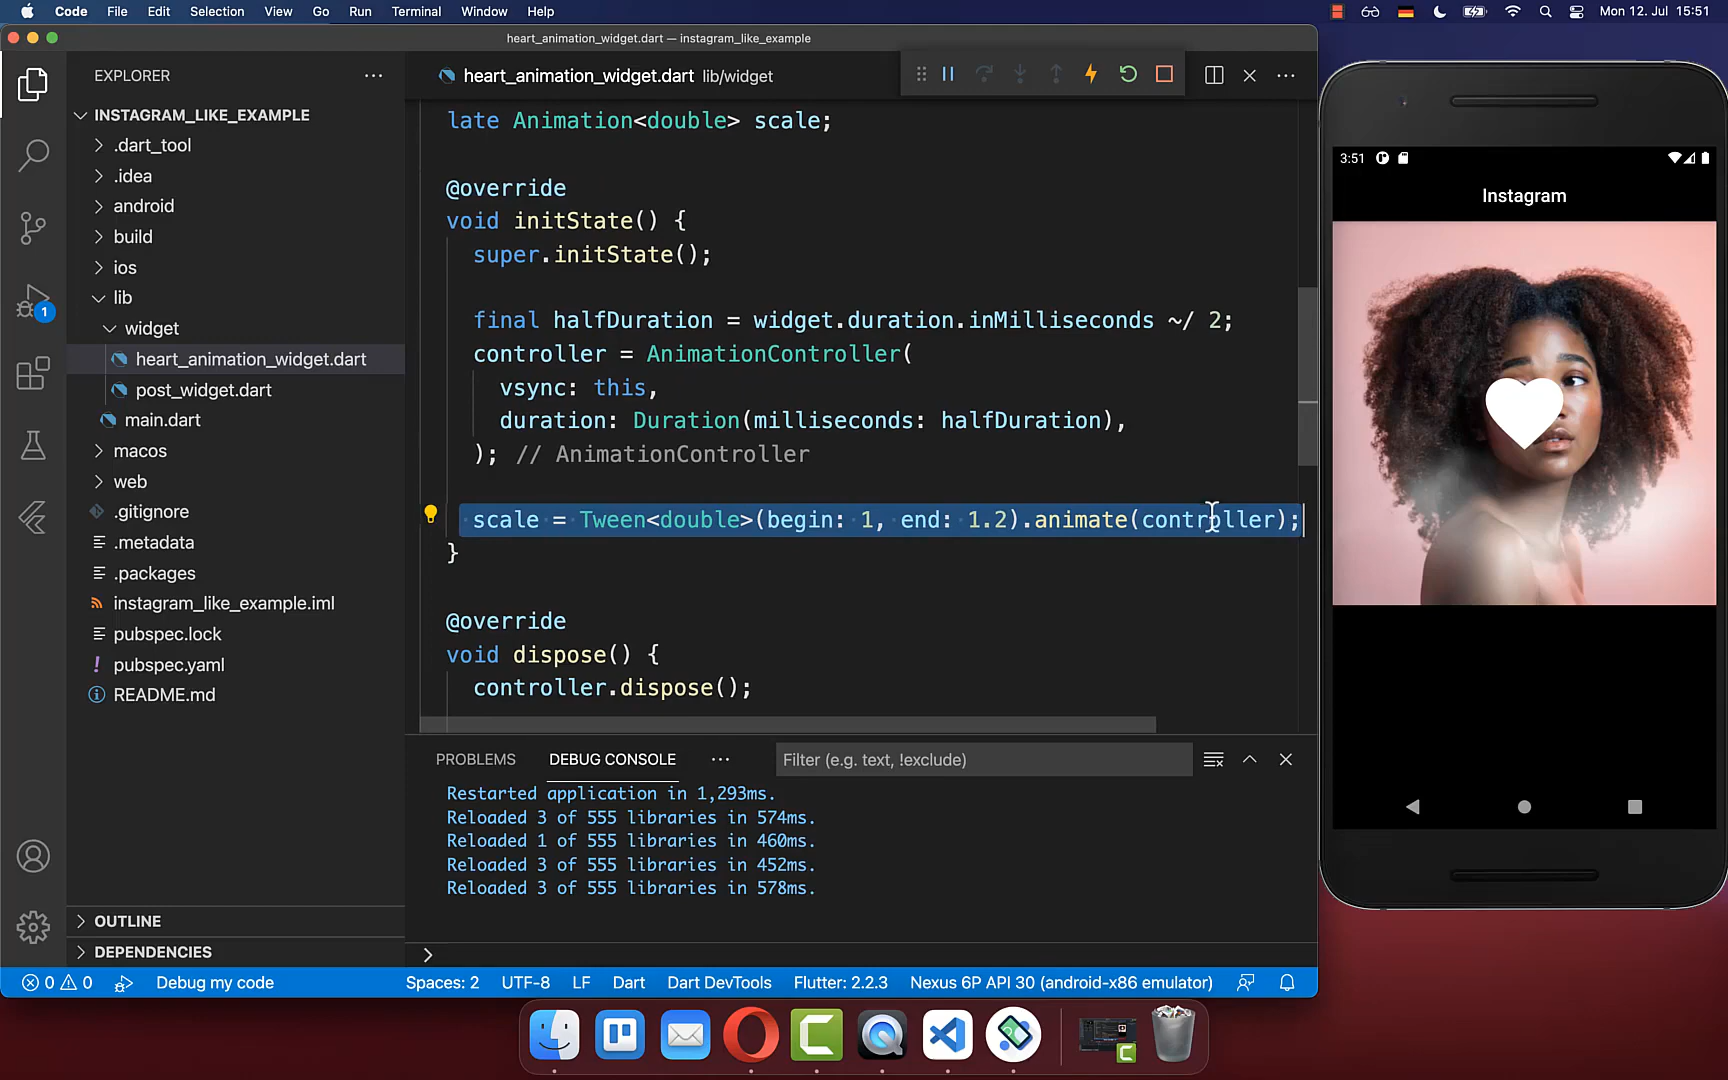 Code File Edit Selection View Go Run Terminal Window Help
Mon 12. Jul 15:51
heart_animation_widget.dart — instagram_like_example
EXPLORER
INSTAGRAM_LIKE_EXAMPLE
.dart_tool
.idea
android
build
ios
lib
widget
heart_animation_widget.dart
post_widget.dart
main.dart
macos
web
.gitignore
.metadata
.packages
instagram_like_example.iml
pubspec.lock
pubspec.yaml
README.md
OUTLINE
DEPENDENCIES
1
heart_animation_widget.dart lib/widget
late Animation<double> scale;
@override
void initState() {
super.initState();
final halfDuration = widget.duration.inMilliseconds ~/ 2;
controller = AnimationController(
vsync: this,
duration: Duration(milliseconds: halfDuration),
); // AnimationController
scale = Tween<double>(begin: 1, end: 1.2).animate(controller);
}
@override
void dispose() {
controller.dispose();
PROBLEMS DEBUG CONSOLE
Filter (e.g. text, !exclude)
Restarted application in 1,293ms.
Reloaded 3 of 555 libraries in 574ms.
Reloaded 1 of 555 libraries in 460ms.
Reloaded 3 of 555 libraries in 452ms.
Reloaded 3 of 555 libraries in 578ms.
0 0 Debug my code
Spaces: 2 UTF-8 LF Dart Dart DevTools Flutter: 2.2.3 Nexus 6P API 30 (android-x86 emulator)
3:51
Instagram